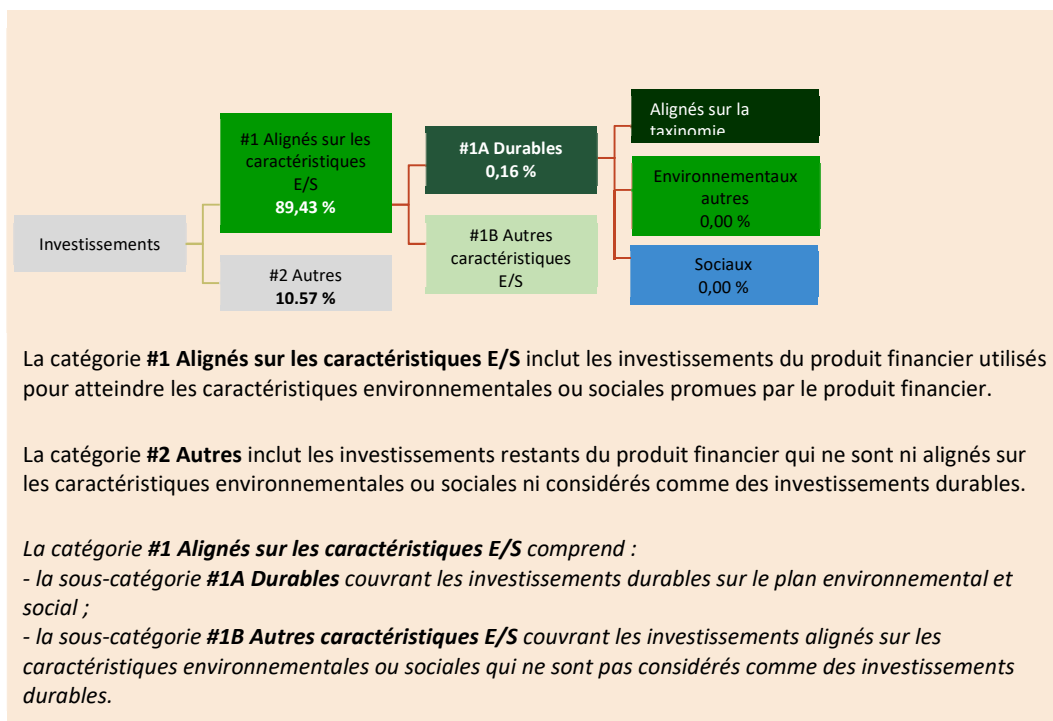 Investissements
#1 Alignés sur les
caractéristiques
E/S
89,43 %
#2 Autres
10.57 %
#1A Durables
0,16 %
#1B Autres
caractéristiques
E/S
Alignés sur la
taxinomie
Environnementaux
autres
0,00 %
Sociaux
0,00 %
La catégorie #1 Alignés sur les caractéristiques E/S inclut les investissements du produit financier utilisés
pour atteindre les caractéristiques environnementales ou sociales promues par le produit financier.
La catégorie #2 Autres inclut les investissements restants du produit financier qui ne sont ni alignés sur
les caractéristiques environnementales ou sociales ni considérés comme des investissements durables.
La catégorie #1 Alignés sur les caractéristiques E/S comprend :
- la sous-catégorie #1A Durables couvrant les investissements durables sur le plan environnemental et
social ;
- la sous-catégorie #1B Autres caractéristiques E/S couvrant les investissements alignés sur les
caractéristiques environnementales ou sociales qui ne sont pas considérés comme des investissements
durables.